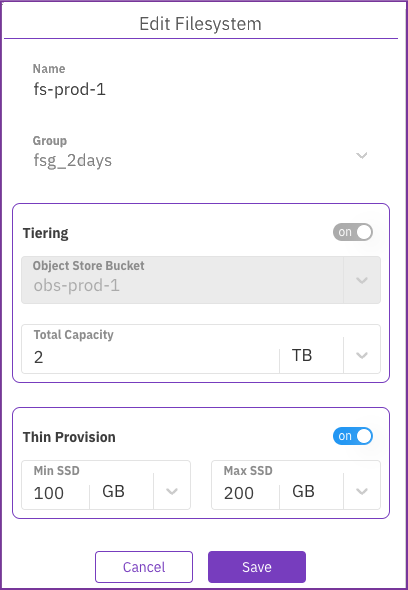 Edit Filesystem
Name
fs-prod-1
Group
fsg_2days
Tiering on
Object Store Bucket
obs-prod-1
Total Capacity
2 TB
Thin Provision on
Min SSD Max SSD
100 GB 200 GB
Cancel Save